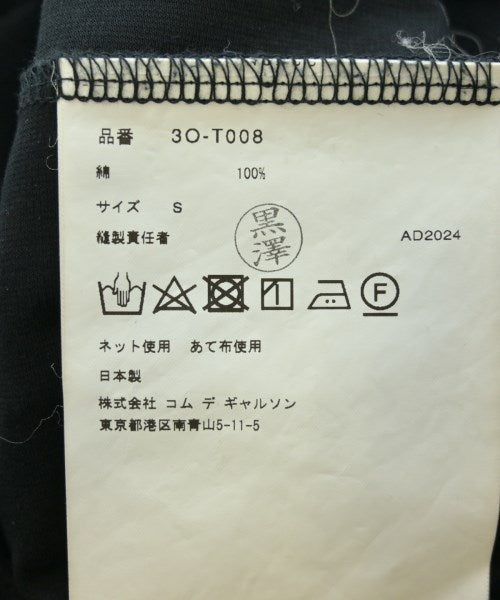 品番 3O-T008
綿 100%
サイズ S
縫製責任者 黒澤 AD2024
F
ネット使用 あて布使用
日本製
株式会社 コム デ ギャルソン
東京都港区南青山5-11-5